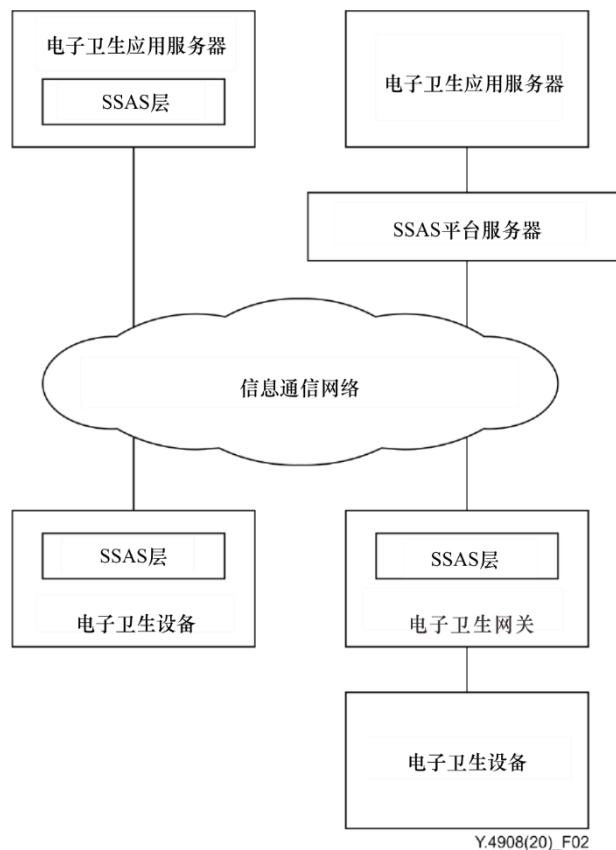 电子卫生应用服务器
SSAS层
电子卫生应用服务器
SSAS平台服务器
信息通信网络
SSAS层
电子卫生设备
SSAS层
电子卫生网关
电子卫生设备
Y.4908(20)_F02